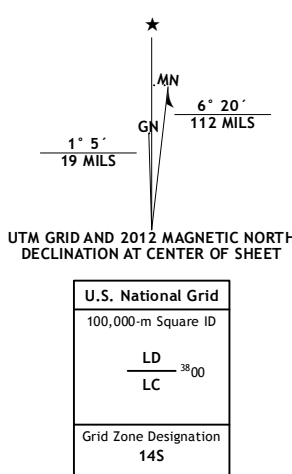 ★
MN
GN
6° 20´
112 MILS
1° 5´
19 MILS
UTM GRID AND 2012 MAGNETIC NORTH
DECLINATION AT CENTER OF SHEET
U.S. National Grid
100,000-m Square ID
LD
3800
LC
Grid Zone Designation
14S